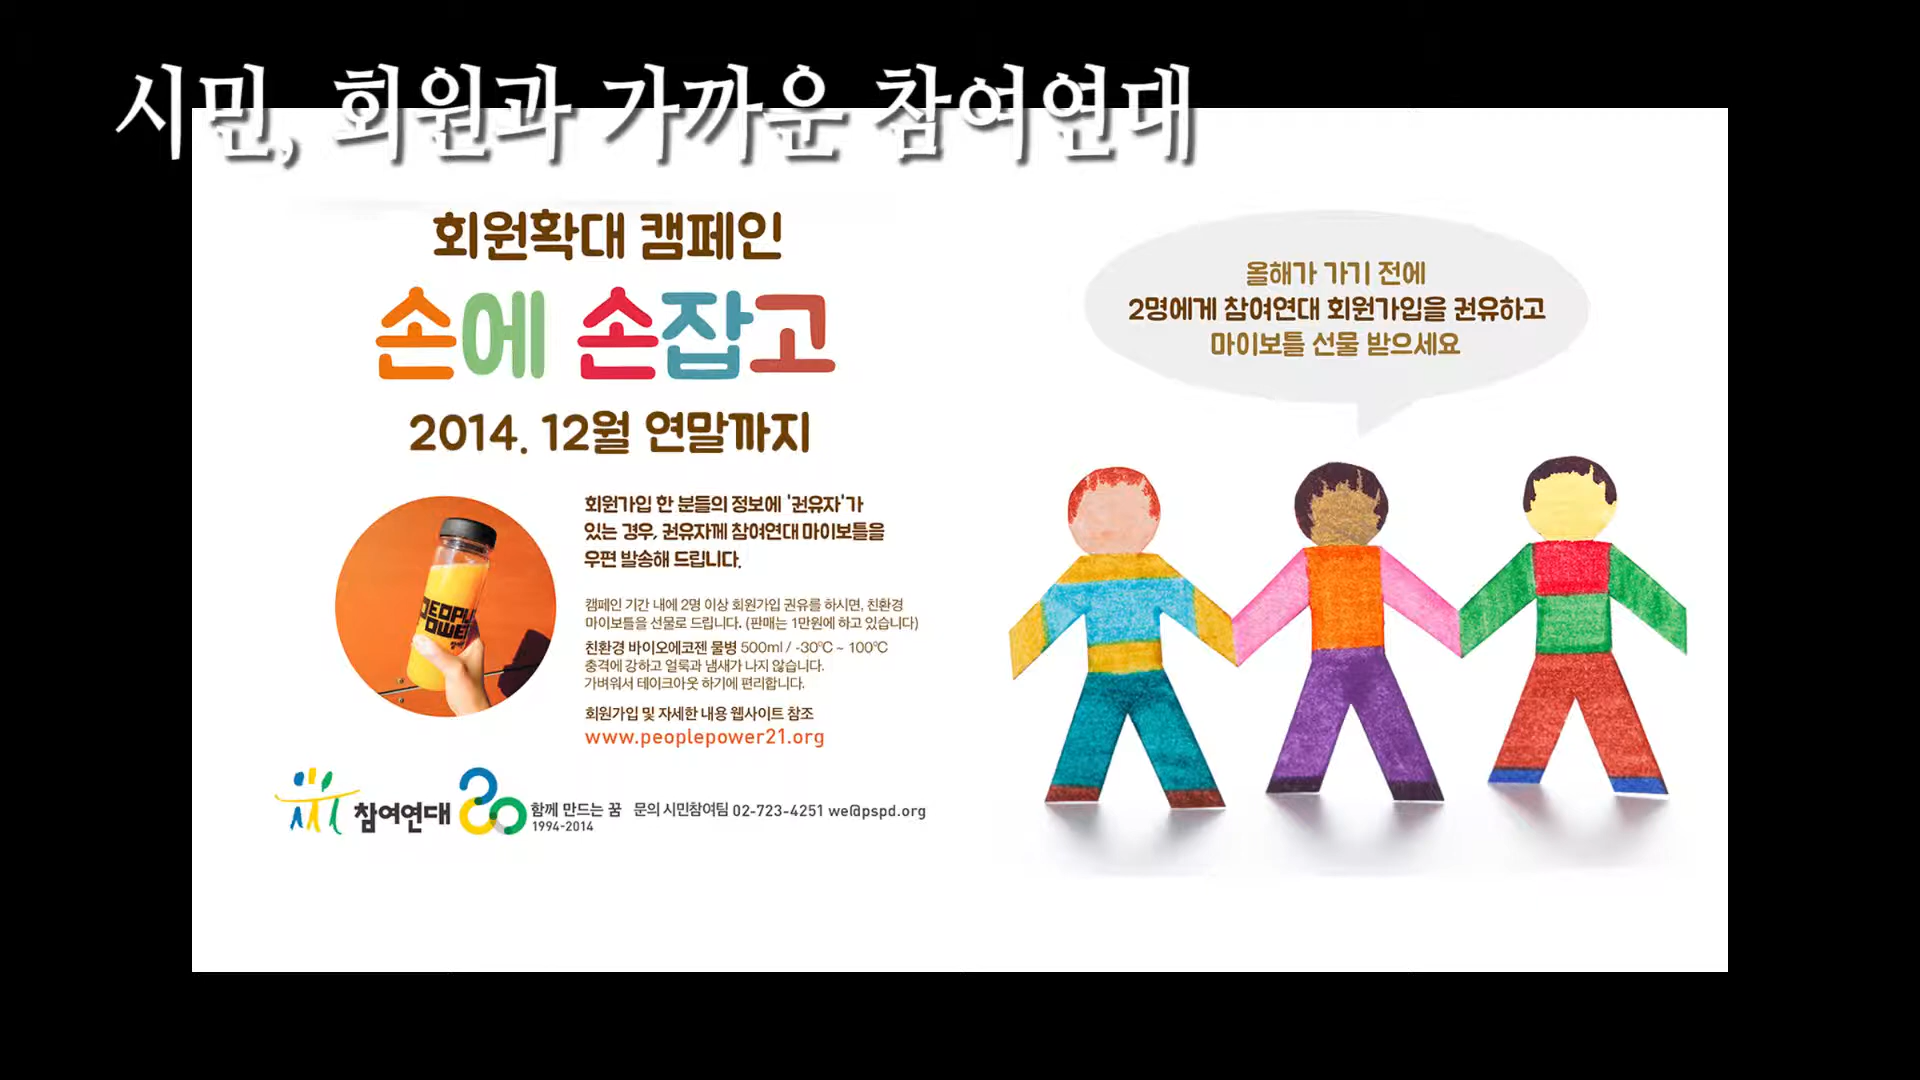 시민, 회원과 가까운 참여연대
회원확대 캠페인
손에 손잡고
2014. 12월 연말까지
회원가입 한 분들의 정보에 '권유자'가
있는 경우, 권유자께 참여연대 마이보틀을
우편 발송해 드립니다.
캠페인 기간 내에 2명 이상 회원가입 권유를 하시면, 친환경
마이보틀을 선물로 드립니다. (판매는 1만원에 하고 있습니다)
친환경 바이오에코젠 물병 500ml / -30℃ ~ 100℃
충격에 강하고 얼룩과 냄새가 나지 않습니다.
가벼워서 테이크아웃 하기에 편리합니다.
회원가입 및 자세한 내용 웹사이트 참조
www.peoplepower21.org
참여연대 20 함께 만드는 꿈 문의 시민참여팀 02-723-4251 we@pspd.org
1994-2014
올해가 가기 전에
2명에게 참여연대 회원가입을 권유하고
마이보틀 선물 받으세요